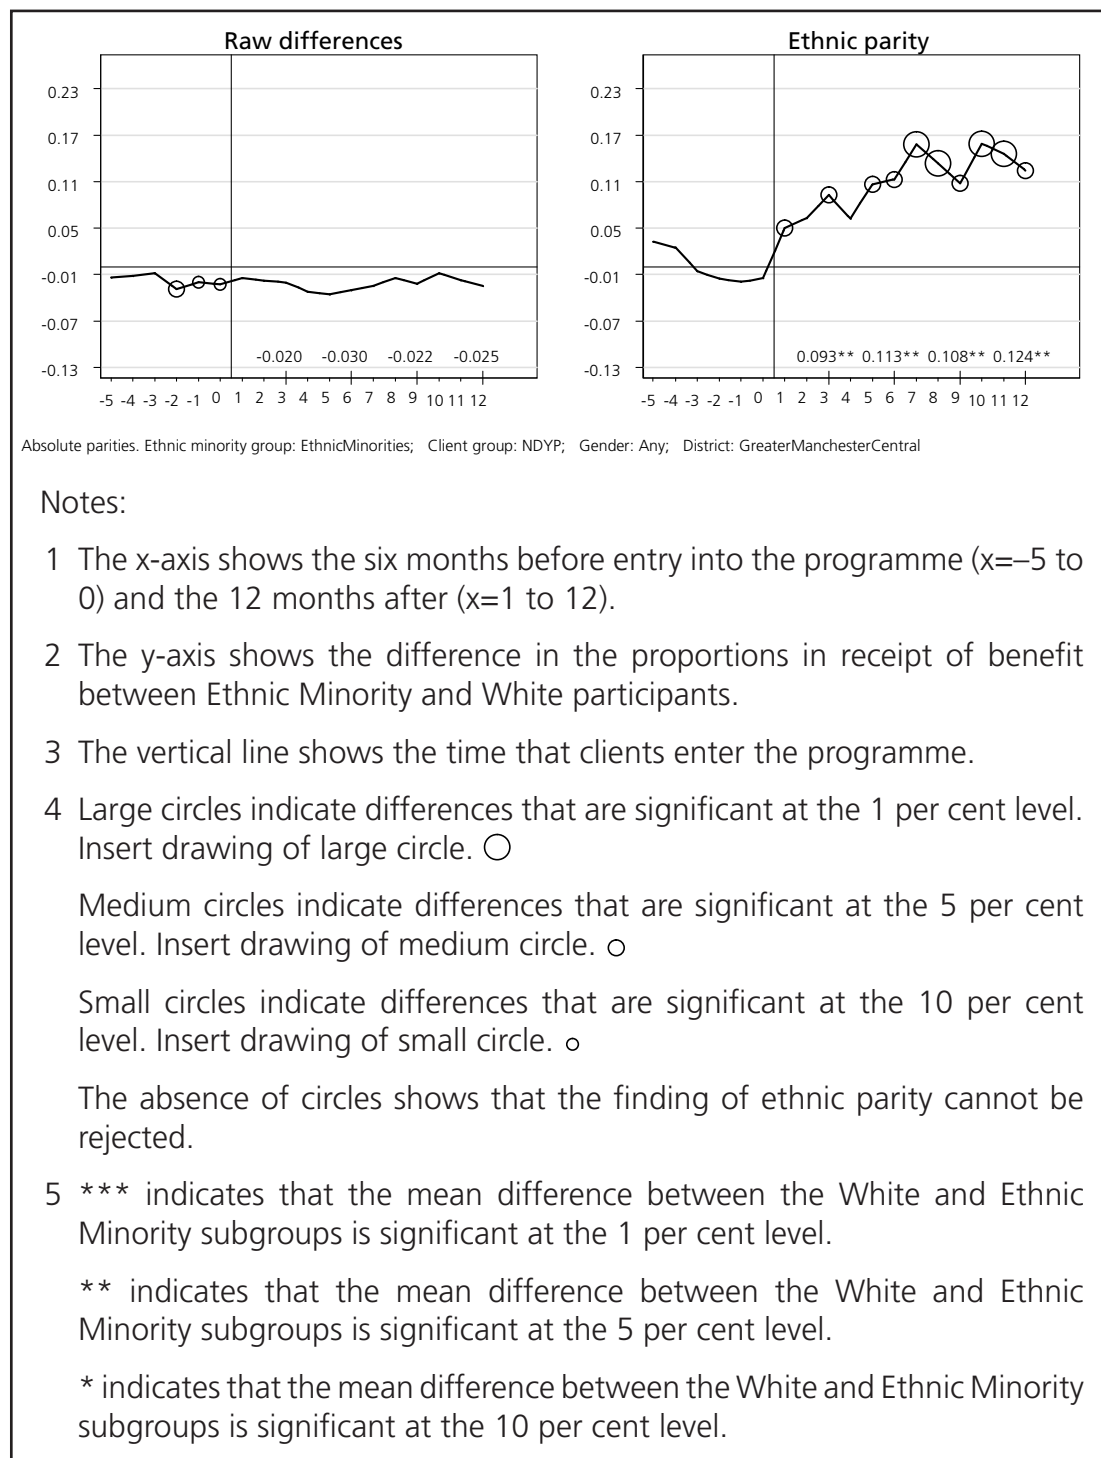 Raw differences
0.23
0.17
0.11
0.05
-0.01
-0.07
-0.13
-0.020 -0.030 -0.022 -0.025
-5 -4 -3 -2 -1 0 1 2 3 4 5 6 7 8 9 10 11 12
Ethnic parity
0.23
0.17
0.11
0.05
-0.01
-0.07
-0.13
0.093** 0.113** 0.108** 0.124**
-5 -4 -3 -2 -1 0 1 2 3 4 5 6 7 8 9 10 11 12
Absolute parities. Ethnic minority group: EthnicMinorities; Client group: NDYP; Gender: Any; District: GreaterManchesterCentral
Notes:
1 The x-axis shows the six months before entry into the programme (x=–5 to
0) and the 12 months after (x=1 to 12).
2 The y-axis shows the difference in the proportions in receipt of benefit
between Ethnic Minority and White participants.
3 The vertical line shows the time that clients enter the programme.
4 Large circles indicate differences that are significant at the 1 per cent level.
Insert drawing of large circle.
Medium circles indicate differences that are significant at the 5 per cent
level. Insert drawing of medium circle.
Small circles indicate differences that are significant at the 10 per cent
level. Insert drawing of small circle.
The absence of circles shows that the finding of ethnic parity cannot be
rejected.
5 *** indicates that the mean difference between the White and Ethnic
Minority subgroups is significant at the 1 per cent level.
** indicates that the mean difference between the White and Ethnic
Minority subgroups is significant at the 5 per cent level.
* indicates that the mean difference between the White and Ethnic Minority
subgroups is significant at the 10 per cent level.